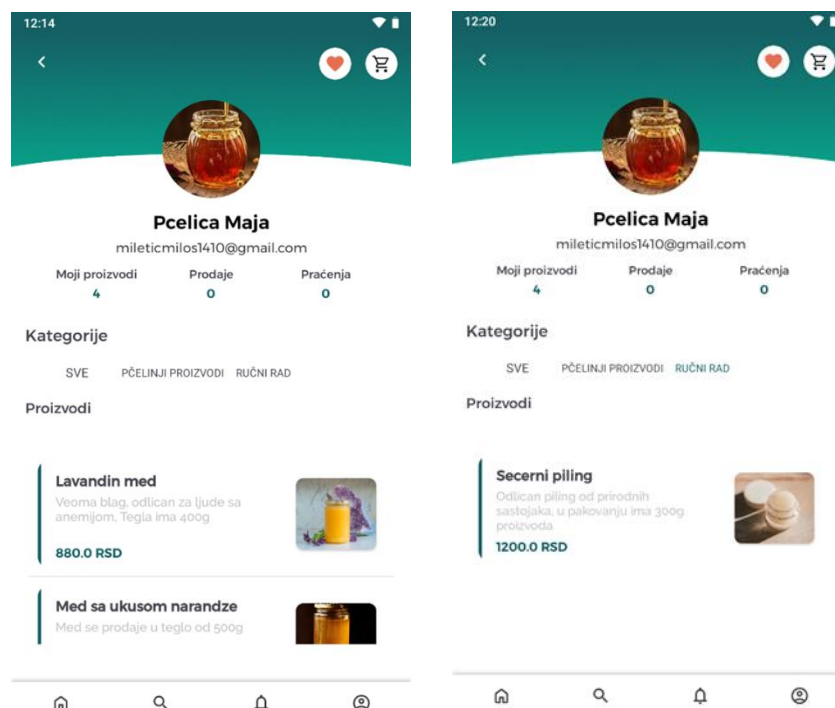 12:14
Pcelica Maja
mileticmilos1410@gmail.com
Moji proizvodi Prodaje Praćenja
4 0 0
Kategorije
SVE PČELINJI PROIZVODI RUČNI RAD
Proizvodi
Lavandin med
Veoma blag, odlican za ljude sa
anemijom, Tegla ima 400g
880.0 RSD
Med sa ukusom narandze
Med se prodaje u teglo od 500g
12:20
Pcelica Maja
mileticmilos1410@gmail.com
Moji proizvodi Prodaje Praćenja
4 0 0
Kategorije
SVE PČELINJI PROIZVODI RUČNI RAD
Proizvodi
Secerni piling
Odlican piling od prirodnih
sastojaka, u pakovanju ima 300g
proizvoda
1200.0 RSD